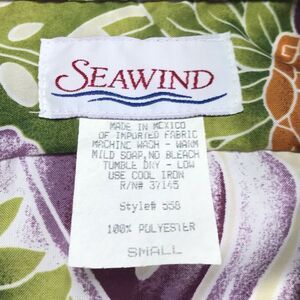 SEAWIND
MADE IN MEXICO
OF IMPORTED FABRIC
MACHINE WASH - WARM
MILD SOAP, NO BLEACH
TUMBLE DRY - LOW
USE COOL IRON
R/N# 37145
Style# 558
100% POLYESTER
SMALL